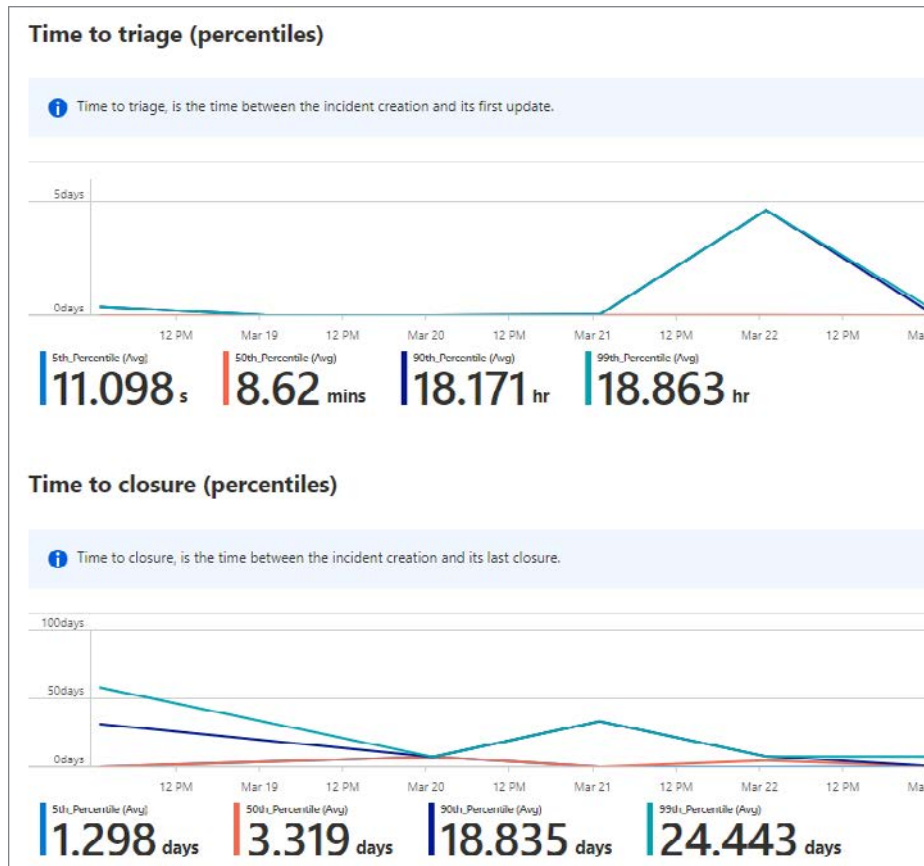 Time to triage (percentiles)
Time to triage, is the time between the incident creation and its first update.
5days
0days
12 PM Mar 19 12 PM Mar 20 12 PM Mar 21 12 PM Mar 22 12 PM Ma
5th_Percentile (Avg) 50th_Percentile (Avg) 90th_Percentile (Avg) 99th_Percentile (Avg)
11.098 s 8.62 mins 18.171 hr 18.863 hr
Time to closure (percentiles)
Time to closure, is the time between the incident creation and its last closure.
100days
50days
0days
12 PM Mar 19 12 PM Mar 20 12 PM Mar 21 12 PM Mar 22 12 PM Ma
5th_Percentile (Avg) 50th_Percentile (Avg) 90th_Percentile (Avg) 99th_Percentile (Avg)
1.298 days 3.319 days 18.835 days 24.443 days